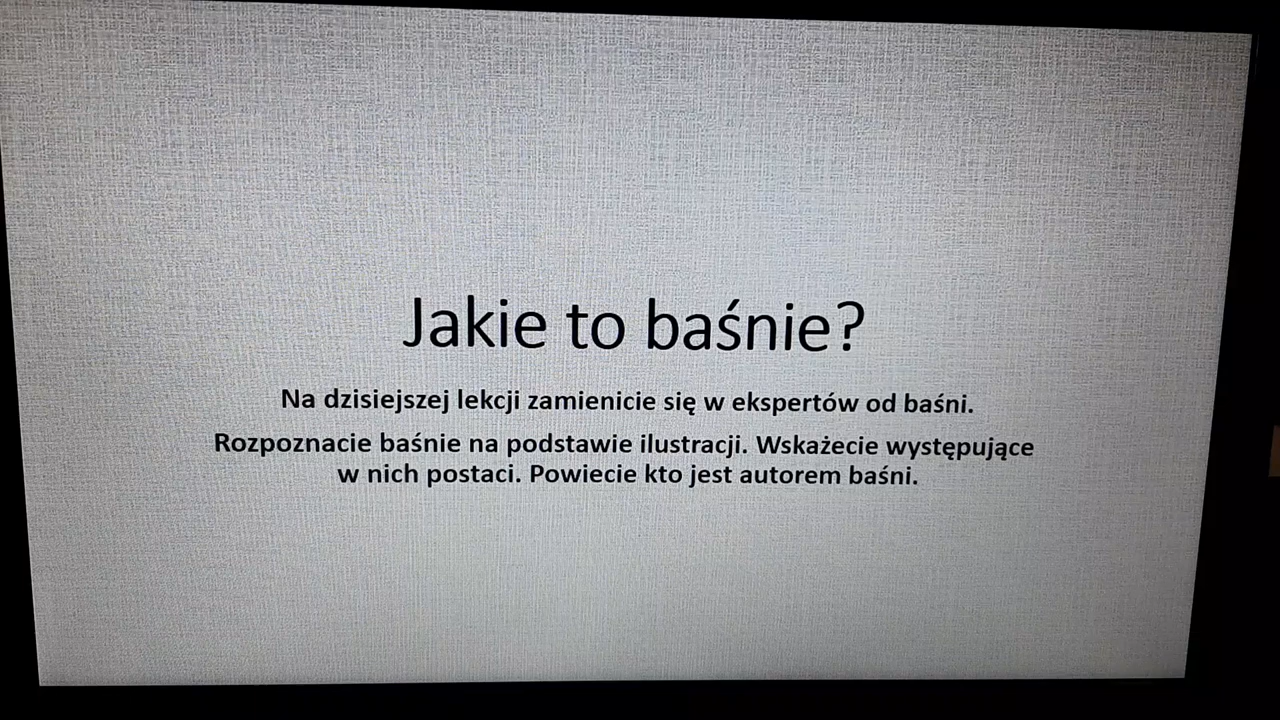 Jakie to baśnie?
Na dzisiejszej lekcji zamienicie się w ekspertów od baśni.
Rozpoznacie baśnie na podstawie ilustracji. Wskażecie występujące
w nich postaci. Powiecie kto jest autorem baśni.